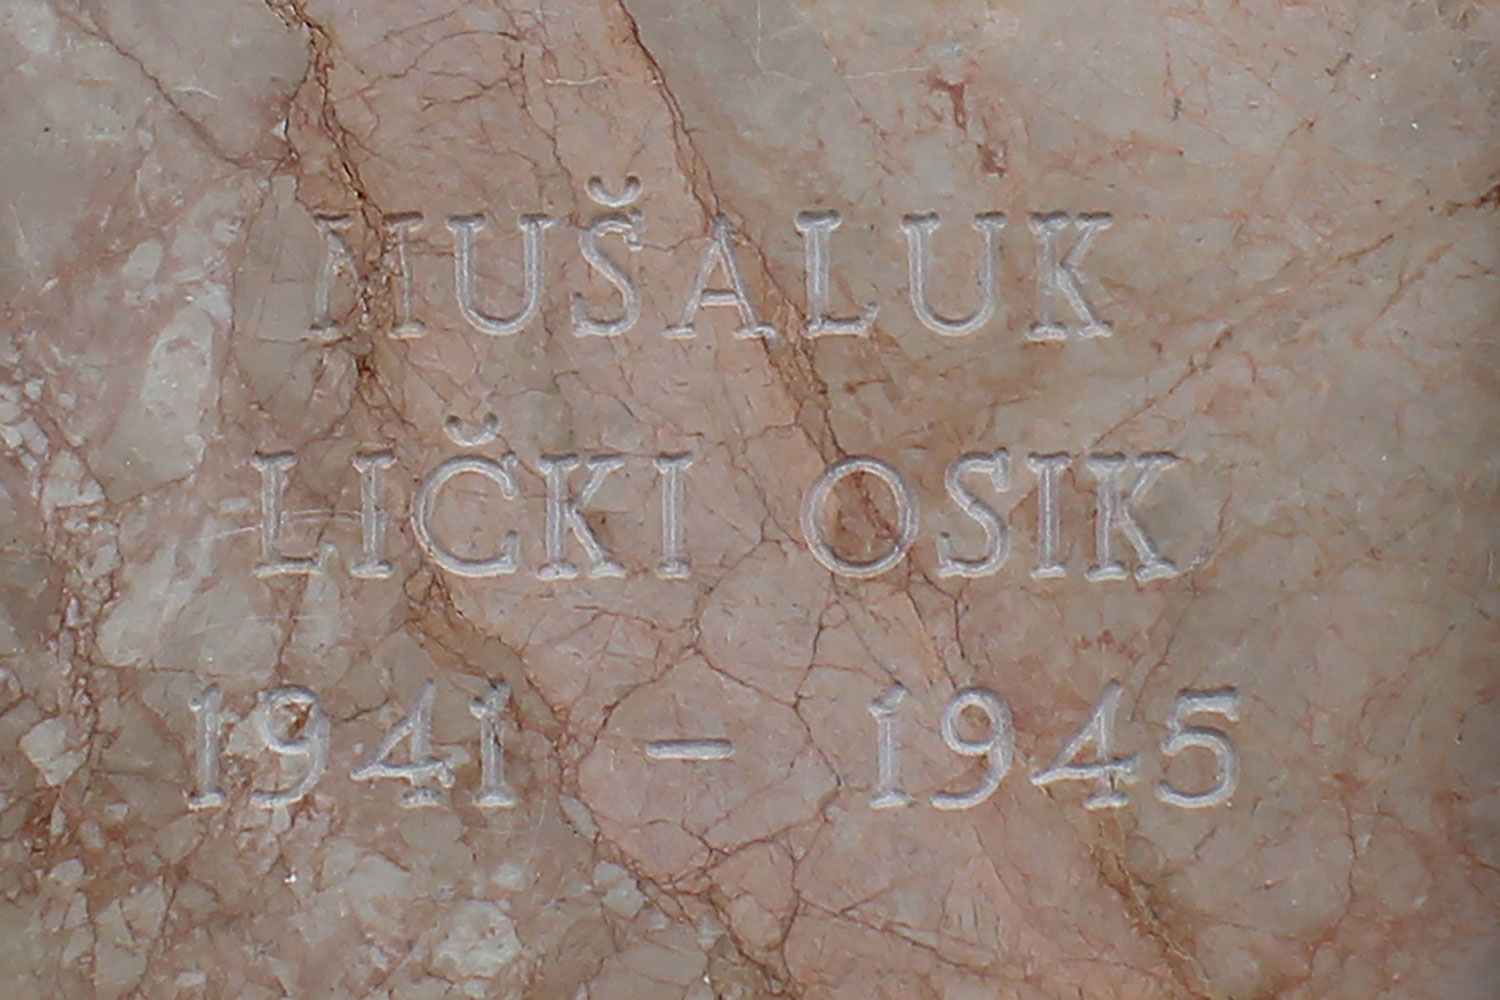 MUŠALUK
LIČKI OSIK
1941 – 1945